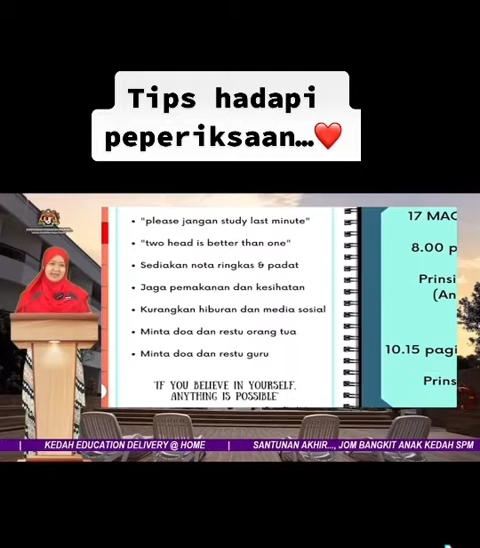 Tips hadapi
peperiksaan...❤️
"please jangan study last minute"
"two head is better than one"
Sediakan nota ringkas & padat
Jaga pemakanan dan kesihatan
Kurangkan hiburan dan media sosial
Minta doa dan restu orang tua
Minta doa dan restu guru
"IF YOU BELIEVE IN YOURSELF,
ANYTHING IS POSSIBLE"
17 MAC
8.00 p
Prinsi
(An
10.15 pagi
Prins
KEDAH EDUCATION DELIVERY @ HOME | SANTUNAN AKHIR..., JOM BANGKIT ANAK KEDAH SPM